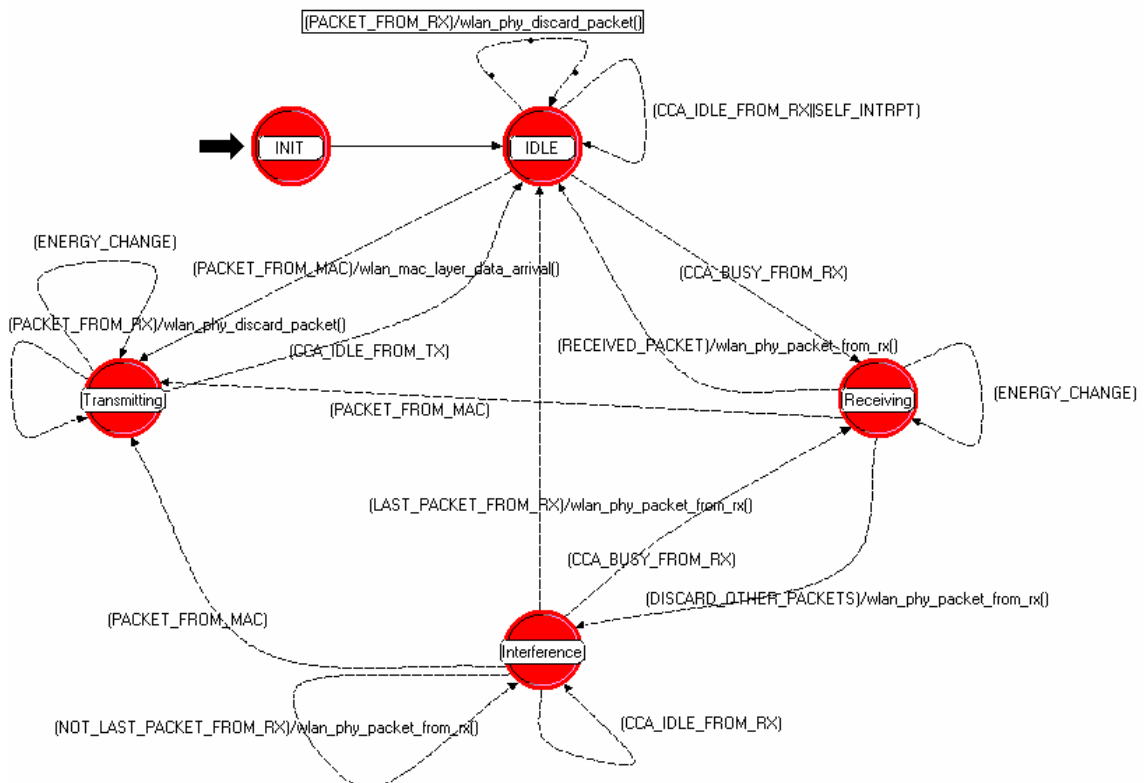 (PACKET_FROM_RX)/wlan_phy_discard_packet()
(CCA_IDLE_FROM_RX||SELF_INTRPT)
INIT
IDLE
(ENERGY_CHANGE)
(PACKET_FROM_MAC)/wlan_mac_layer_data_arrival()
(CCA_BUSY_FROM_RX)
(PACKET_FROM_RX)/wlan_phy_discard_packet()
(CCA_IDLE_FROM_TX)
(RECEIVED_PACKET)/wlan_phy_packet_from_rx()
Transmitting
(PACKET_FROM_MAC)
Receiving
(ENERGY_CHANGE)
(LAST_PACKET_FROM_RX)/wlan_phy_packet_from_rx()
(CCA_BUSY_FROM_RX)
(DISCARD_OTHER_PACKETS)/wlan_phy_packet_from_rx()
(PACKET_FROM_MAC)
Interference
(NOT_LAST_PACKET_FROM_RX)/wlan_phy_packet_from_rx()
(CCA_IDLE_FROM_RX)